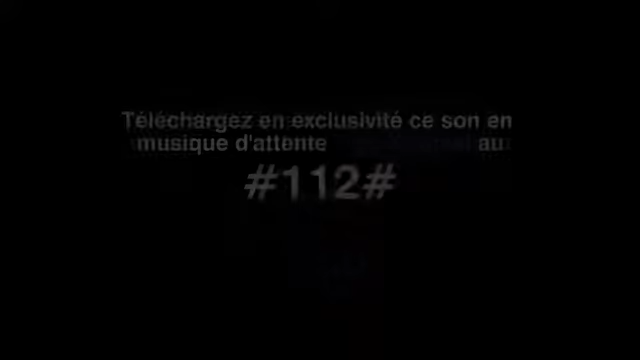 Téléchargez en exclusivité ce son en
musique d'attente au
#112#